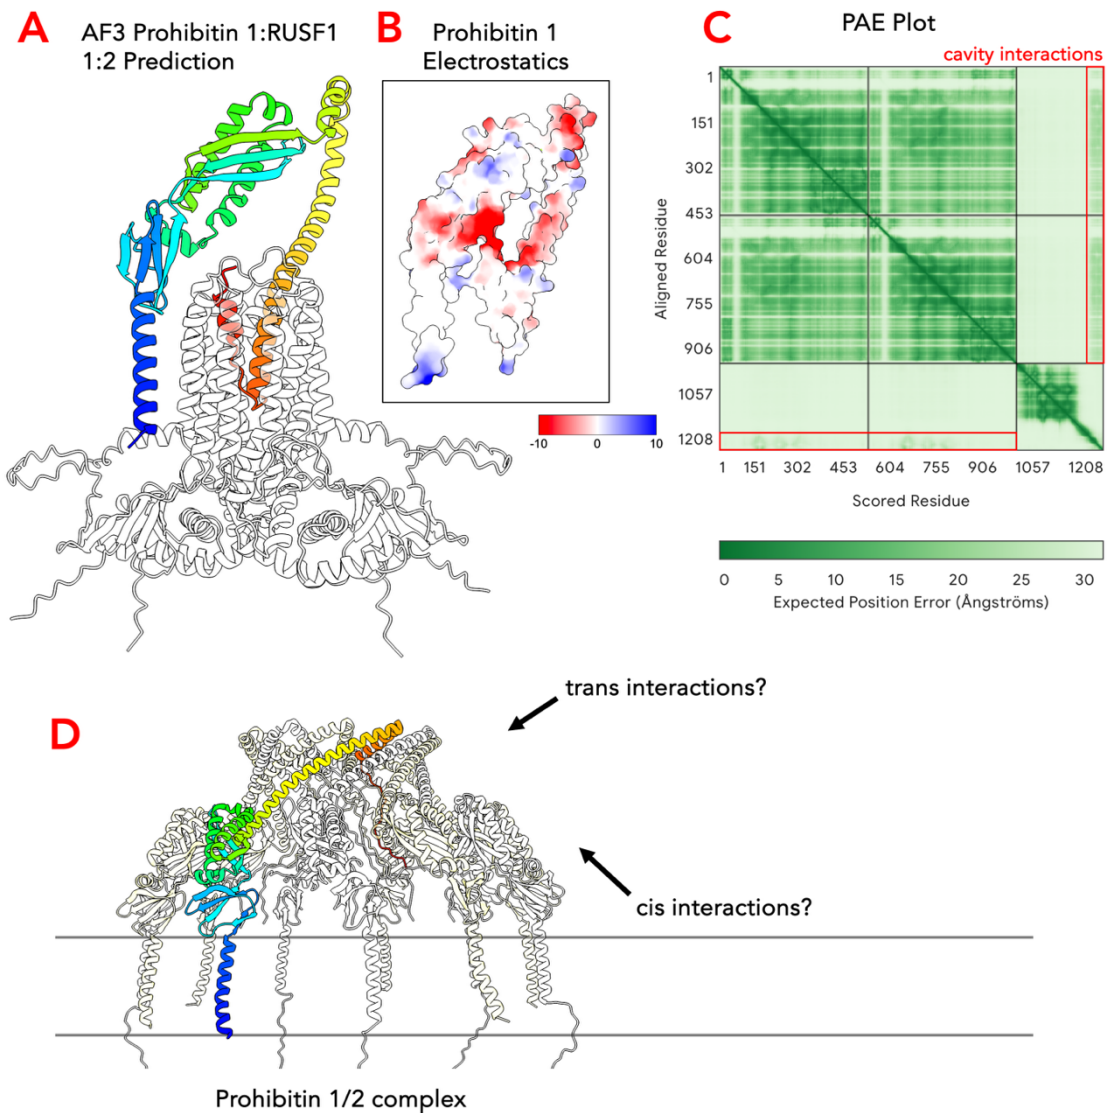 A
AF3 Prohibitin 1:RUSF1
1:2 Prediction
B
Prohibitin 1
Electrostatics
-10
0
10
C
PAE Plot
cavity interactions
1
151
302
453
604
755
906
1057
1208
Aligned Residue
1 151 302 453 604 755 906 1057 1208
Scored Residue
0 5 10 15 20 25 30
Expected Position Error (Ångströms)
D
trans interactions?
cis interactions?
Prohibitin 1/2 complex